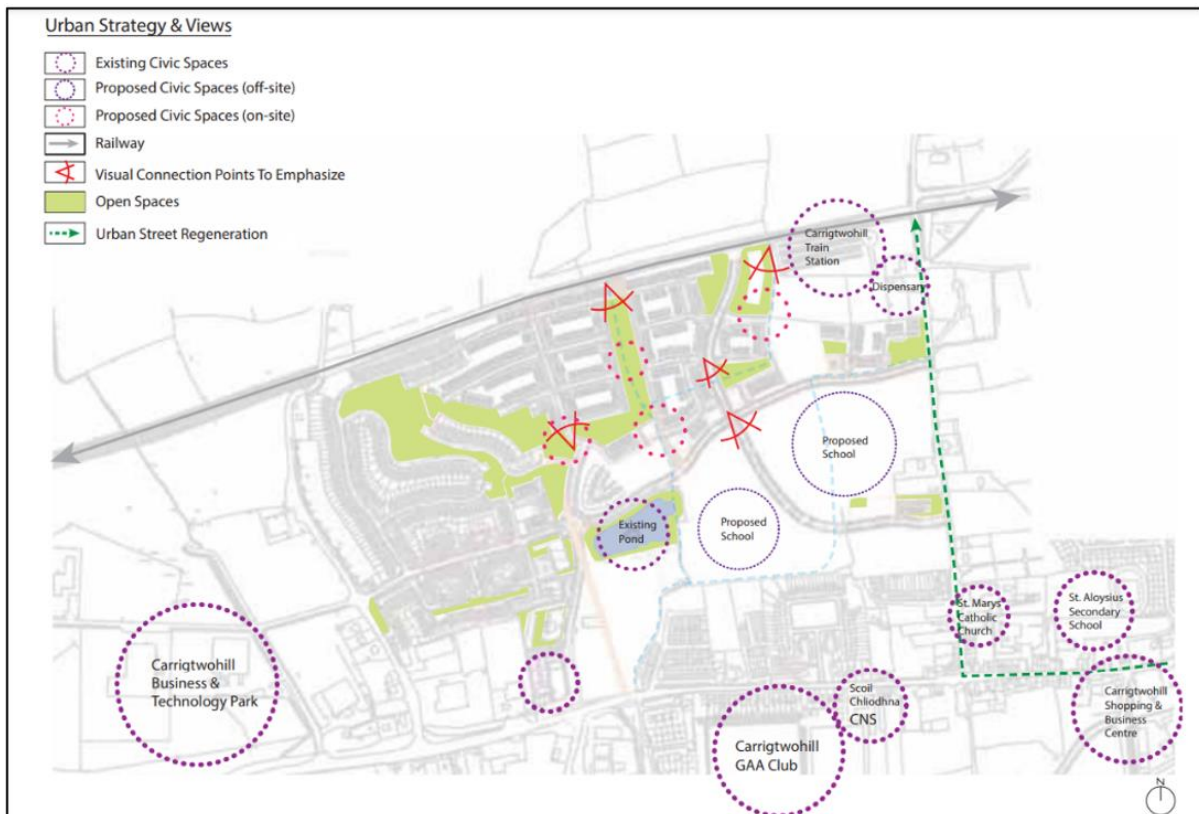 Urban Strategy & Views
Existing Civic Spaces
Proposed Civic Spaces (off-site)
Proposed Civic Spaces (on-site)
Railway
Visual Connection Points To Emphasize
Open Spaces
Urban Street Regeneration
Carrigtwohill
Train
Station
Dispensary
Proposed
School
Existing
Pond
Proposed
School
St. Marys
Catholic
Church
St. Aloysius
Secondary
School
Carrigtwohill
Business &
Technology Park
Scoil
Chliodhna
CNS
Carrigtwohill
Shopping &
Business
Centre
Carrigtwohill
GAA Club
N